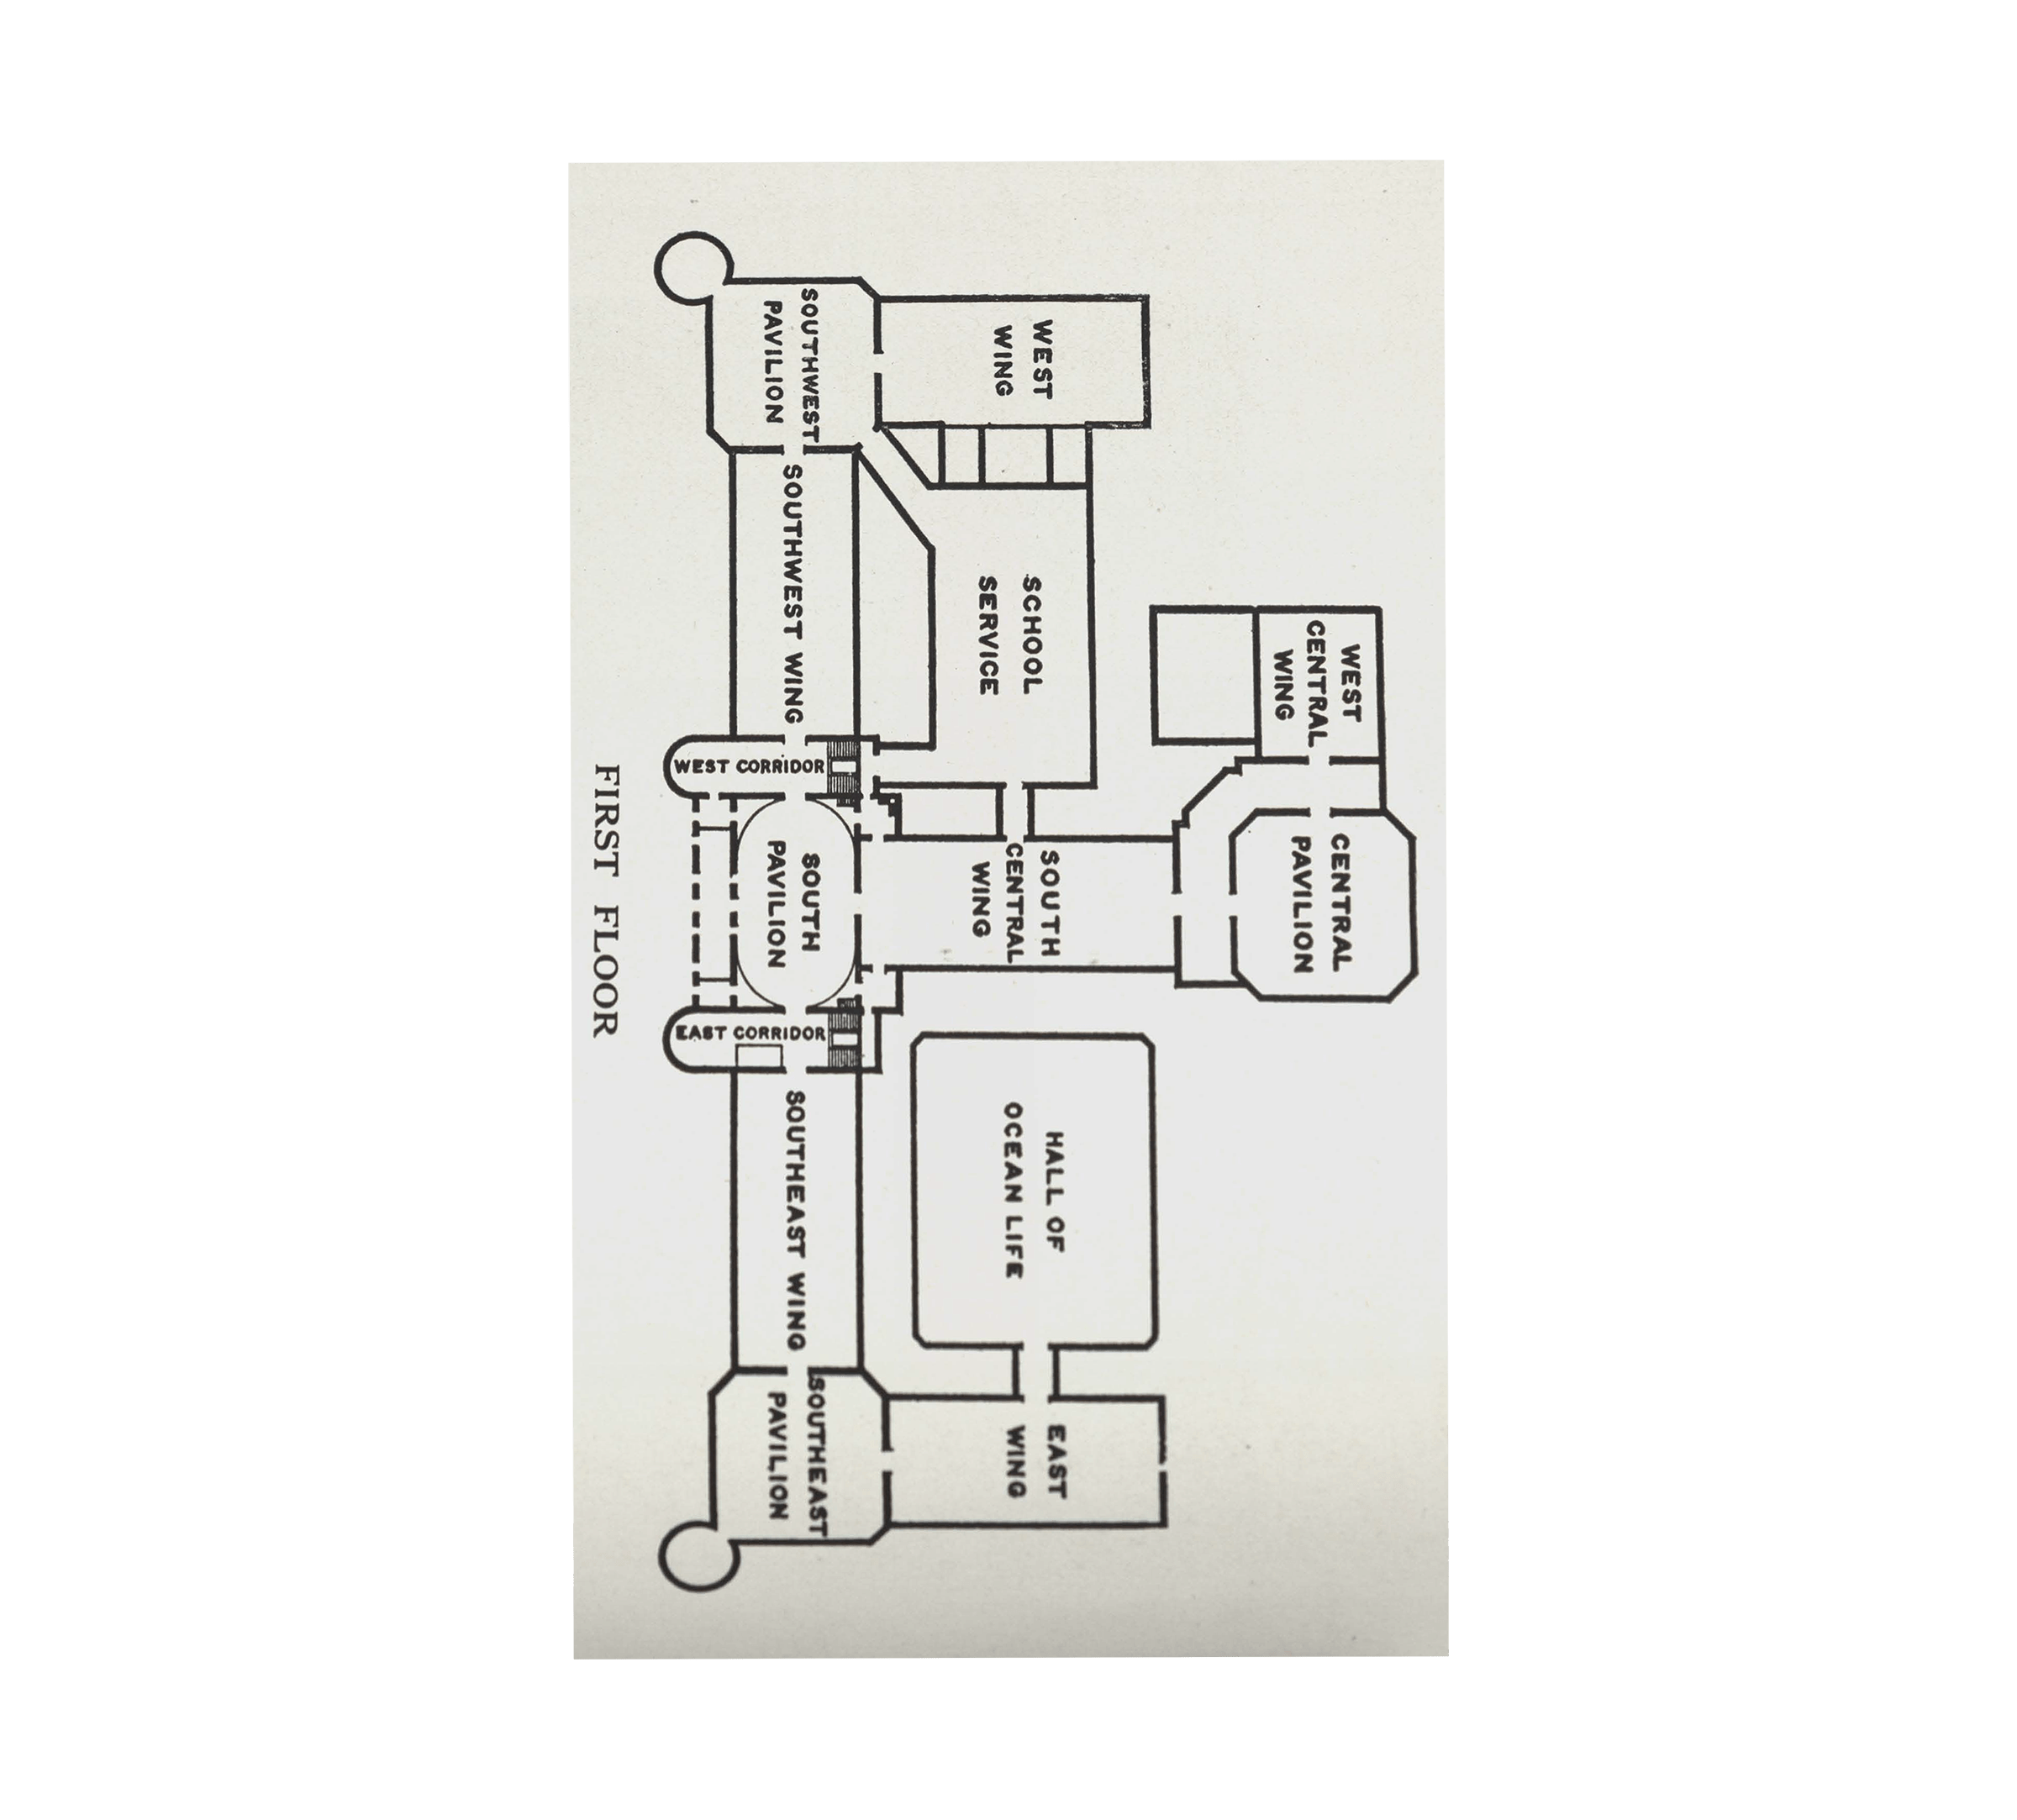 WEST
CENTRAL
WING
CENTRAL
PAVILION
WEST
WING
SCHOOL
SERVICE
SOUTH
CENTRAL
WING
HALL OF
OCEAN LIFE
EAST
WING
SOUTHWEST
PAVILION
SOUTHWEST WING
WEST CORRIDOR
SOUTH
PAVILION
EAST CORRIDOR
SOUTHEAST WING
SOUTHEAST
PAVILION
FIRST FLOOR